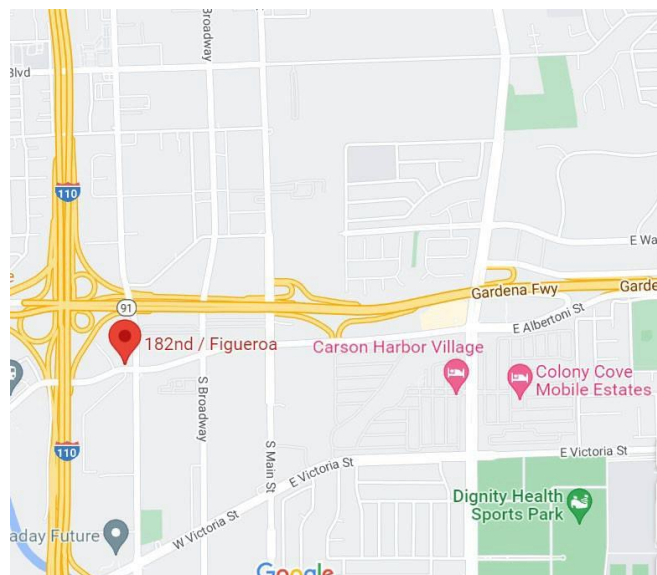 Blvd
S Broadway
110
E Wa
e
91
Gardena Fwy
Garde
E Albertoni St
182nd / Figueroa
Carson Harbor Village
Colony Cove
Mobile Estates
S Broadway
S Main St
110
E Victoria St
E Victoria St
Dignity Health
Sports Park
W Victoria St
aday Future
Google